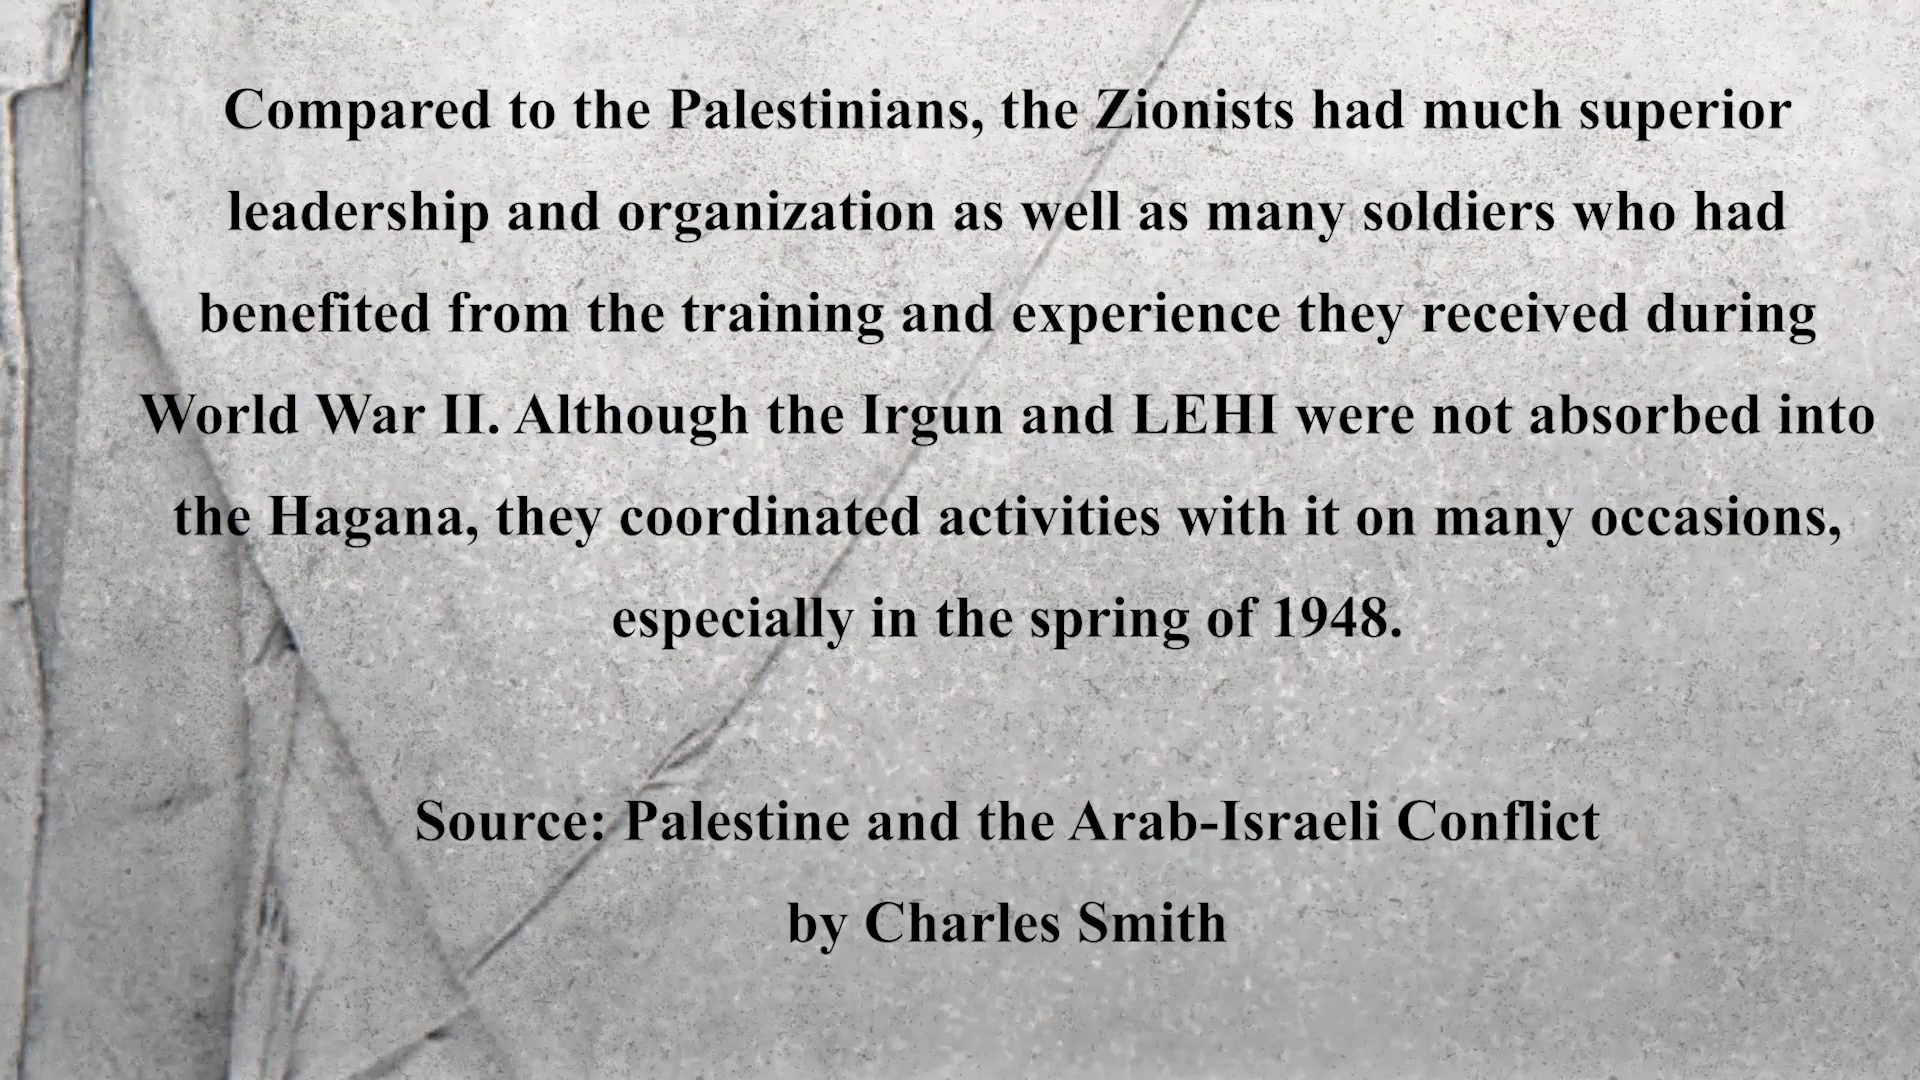 Compared to the Palestinians, the Zionists had much superior
leadership and organization as well as many soldiers who had
benefited from the training and experience they received during
World War II. Although the Irgun and LEHI were not absorbed into
the Hagana, they coordinated activities with it on many occasions,
especially in the spring of 1948.
Source: Palestine and the Arab-Israeli Conflict
by Charles Smith